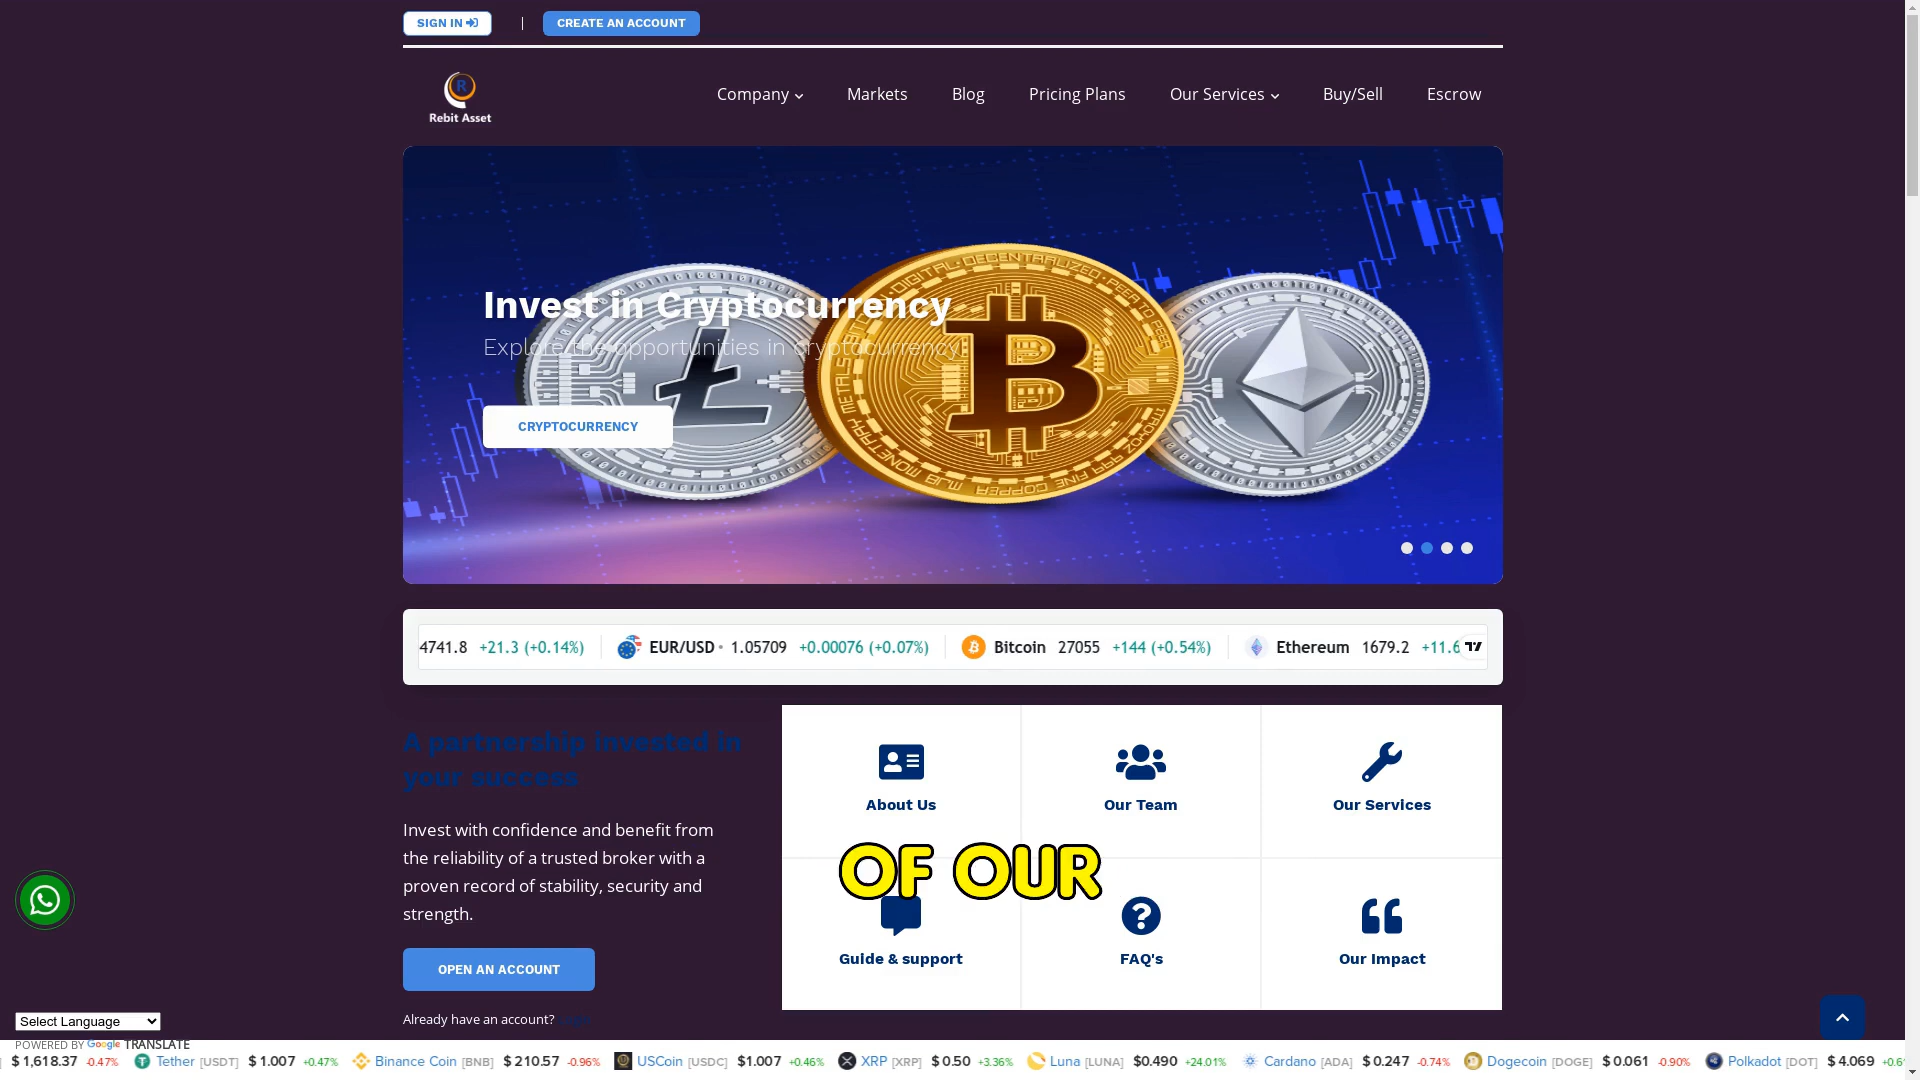 SIGN IN
|
CREATE AN ACCOUNT
R
Rebit Asset
Company
Markets
Blog
Pricing Plans
Our Services
Buy/Sell
Escrow
Invest in Cryptocurrency
Explore the opportunities in cryptocurrency
CRYPTOCURRENCY
4741.8 +21.3 (+0.14%) EUR/USD 1.05709 +0.00076 (+0.07%) Bitcoin 27055 +144 (+0.54%) Ethereum 1679.2 +11.6
A partnership invested in
your success
Invest with confidence and benefit from
the reliability of a trusted broker with a
proven record of stability, security and
strength.
OPEN AN ACCOUNT
Already have an account? Login
About Us
Our Team
Our Services
OF OUR
Guide & support
FAQ's
Our Impact
Select Language
POWERED BY Google TRANSLATE
$ 1,618.37 -0.47% Tether [USDT] $ 1.007 +0.47% Binance Coin [BNB] $ 210.57 -0.96% USCoin [USDC] $1.007 +0.46% XRP [XRP] $ 0.50 +3.36% Luna [LUNA] $0.490 +24.01% Cardano [ADA] $ 0.247 -0.74% Dogecoin [DOGE] $ 0.061 -0.90% Polkadot [DOT] $ 4.069